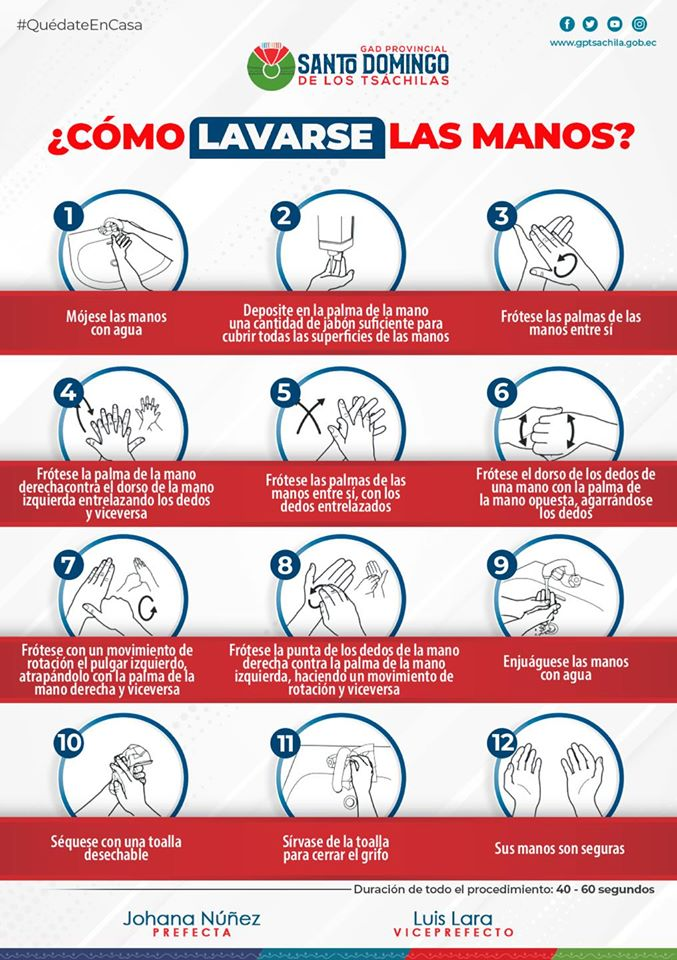 #QuédateEnCasa
www.gptsachila.gob.ec
GAD PROVINCIAL
SANTO DOMINGO
DE LOS TSÁCHILAS
¿CÓMO LAVARSE LAS MANOS?
1
Mójese las manos
con agua
2
Deposite en la palma de la mano
una cantidad de jabón suficiente para
cubrir todas las superficies de las manos
3
Frótese las palmas de las
manos entre sí
4
Frótese la palma de la mano
derechacontra el dorso de la mano
izquierda entrelazando los dedos
y viceversa
5
Frótese las palmas de las
manos entre sí, con los
dedos entrelazados
6
Frótese el dorso de los dedos de
una mano con la palma de
la mano opuesta, agarrándose
los dedos
7
Frótese con un movimiento de
rotación el pulgar izquierdo,
atrapándolo con la palma de la
mano derecha y viceversa
8
Frótese la punta de los dedos de la mano
derecha contra la palma de la mano
izquierda, haciendo un movimiento de
rotación y viceversa
9
Enjuáguese las manos
con agua
10
Séquese con una toalla
desechable
11
Sírvase de la toalla
para cerrar el grifo
12
Sus manos son seguras
Duración de todo el procedimiento: 40 - 60 segundos
Johana Núñez
PREFECTA
Luis Lara
VICEPREFECTO